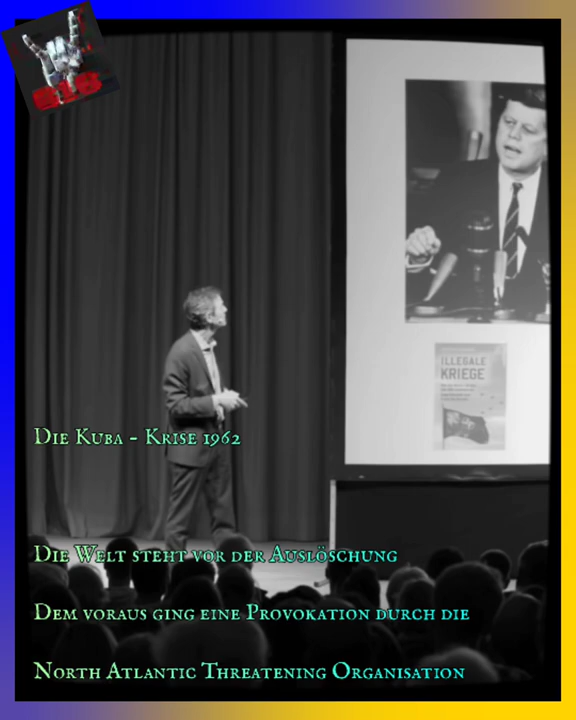 ILLEGALE
KRIEGE
Die Kuba - Krise 1962
Die Welt steht vor der Auslöschung
Dem voraus ging eine Provokation durch die
North Atlantic Threatening Organisation